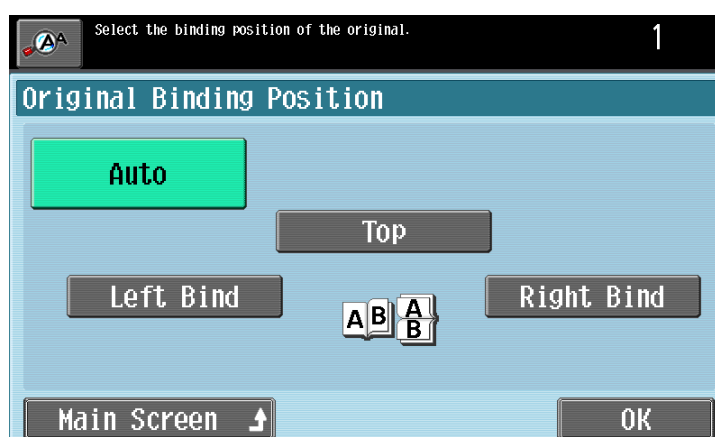 AA
Select the binding position of the original.
1
Original Binding Position
Auto
Top
Left Bind
Right Bind
A B
A
B
Main Screen
OK